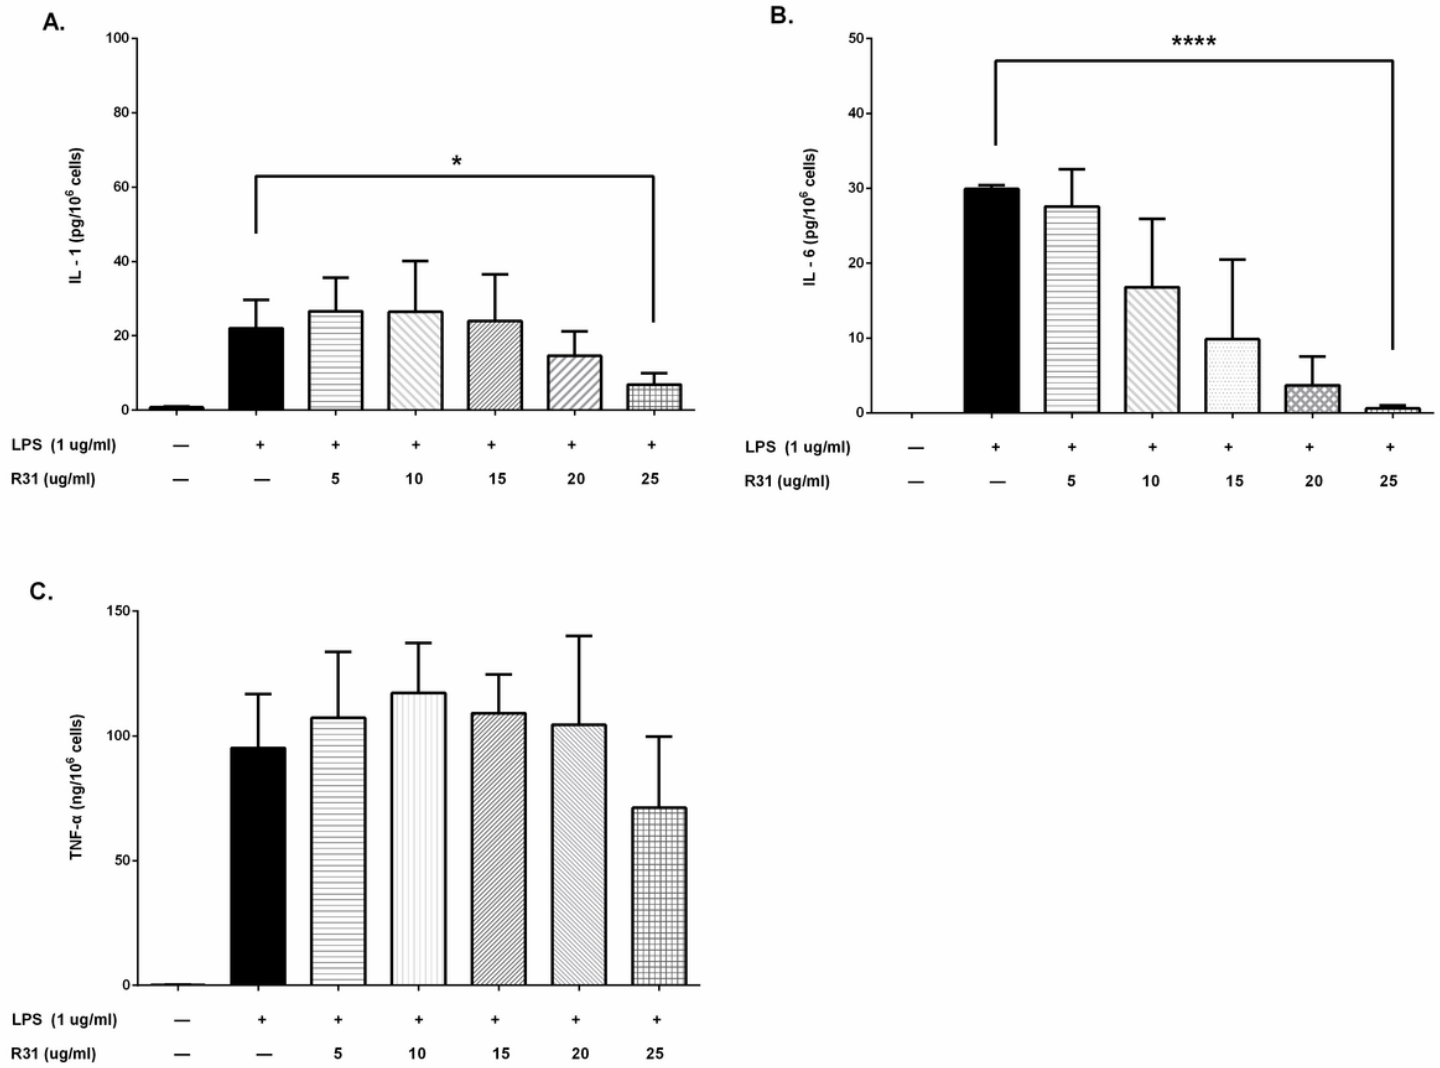 A.
100
80
60
40
20
0
IL - 1 (pg/10⁶ cells)
*
LPS (1 ug/ml) — + + + + + +
R31 (ug/ml) — — 5 10 15 20 25
B.
50
40
30
20
10
0
IL - 6 (pg/10⁶ cells)
****
LPS (1 ug/ml) — + + + + + +
R31 (ug/ml) — — 5 10 15 20 25
C.
150
100
50
0
TNF-α (ng/10⁶ cells)
LPS (1 ug/ml) — + + + + + +
R31 (ug/ml) — — 5 10 15 20 25